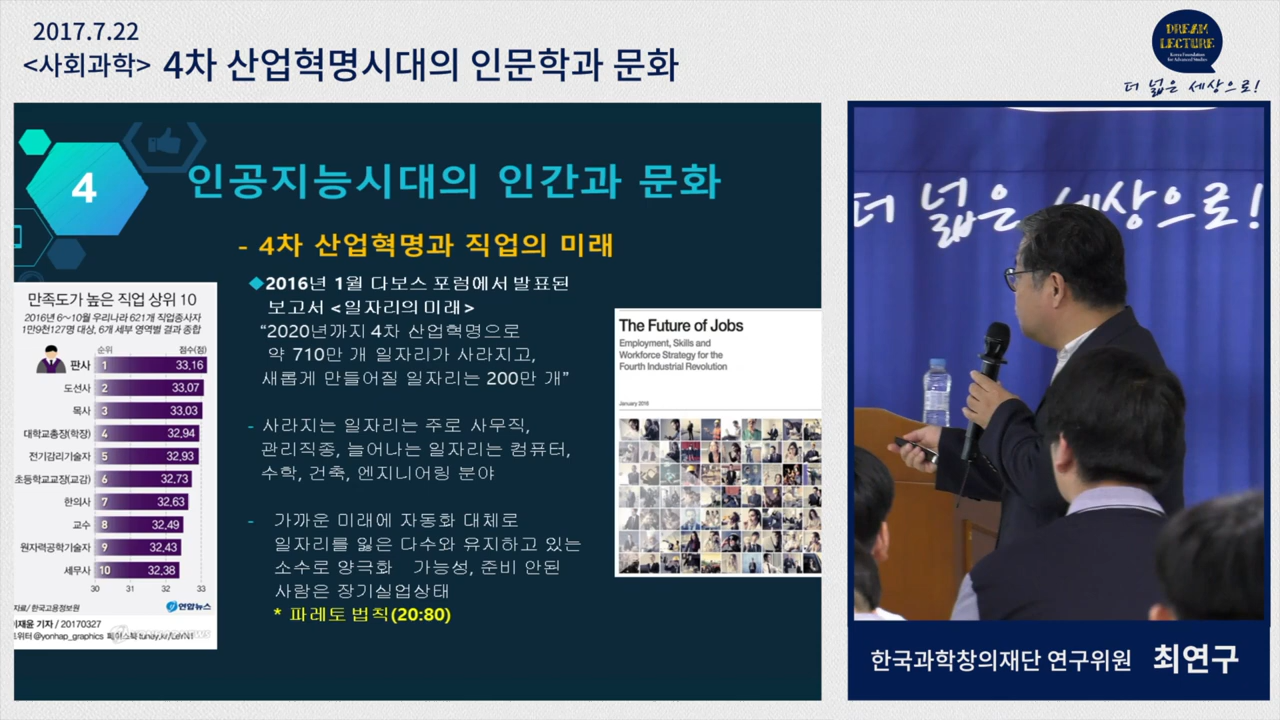 2017.7.22
<사회과학> 4차 산업혁명시대의 인문학과 문화
DREAM
LECTURE
Korea Foundation
for Advanced Studies
더 넓은 세상으로!
4
인공지능시대의 인간과 문화
- 4차 산업혁명과 직업의 미래
◆2016년 1월 다보스 포럼에서 발표된
보고서 <일자리의 미래>
“2020년까지 4차 산업혁명으로
약 710만 개 일자리가 사라지고,
새롭게 만들어질 일자리는 200만 개”
- 사라지는 일자리는 주로 사무직,
관리직종, 늘어나는 일자리는 컴퓨터,
수학, 건축, 엔지니어링 분야
- 가까운 미래에 자동화 대체로
일자리를 잃은 다수와 유지하고 있는
소수로 양극화 가능성, 준비 안된
사람은 장기실업상태
* 파레토 법칙(20:80)
만족도가 높은 직업 상위 10
2016년 6~10월 우리나라 621개 직업종사자
1만9천127명 대상, 6개 세부 영역별 결과 종합
순위 점수(점)
판사 1 33,16
도선사 2 33,07
목사 3 33,03
대학교총장(학장) 4 32,94
전기감리기술자 5 32,93
초등학교교장(교감) 6 32,73
한의사 7 32,63
교수 8 32,49
원자력공학기술자 9 32,43
세무사 10 32,38
30 31 32 33
자료/ 한국고용정보원
연합뉴스
이재윤 기자 / 20170327
트위터 @yonhap_graphics 페이스북
The Future of Jobs
Employment, Skills and
Workforce Strategy for the
Fourth Industrial Revolution
January 2016
더 넓은 세상으로!
한국과학창의재단 연구위원 최연구